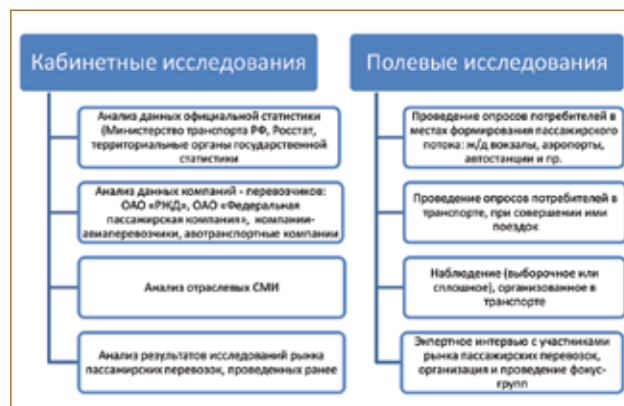 Кабинетные исследования
Анализ данных официальной статистики
(Министерство транспорта РФ, Росстат,
территориальные органы государственной
статистики
Анализ данных компаний - перевозчиков:
ОАО «РЖД», ОАО «Федеральная
пассажирская компания», компании-
авиаперевозчики, автотранспортные компании
Анализ отраслевых СМИ
Анализ результатов исследований рынка
пассажирских перевозок, проведенных ранее
Полевые исследования
Проведение опросов потребителей в
местах формирования пассажирского
потока: ж/д вокзалы, аэропорты,
автостанции и пр.
Проведение опросов потребителей в
транспорте, при совершении ими
поездок
Наблюдение (выборочное или
сплошное), организованное в
транспорте
Экпертное интервью с участниками
рынка пассажирских перевозок,
организация и проведение фокус-
групп